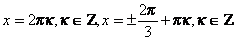 x = 2πκ, κ ∈ Z, x = ± 2π/3 + πκ, κ ∈ Z